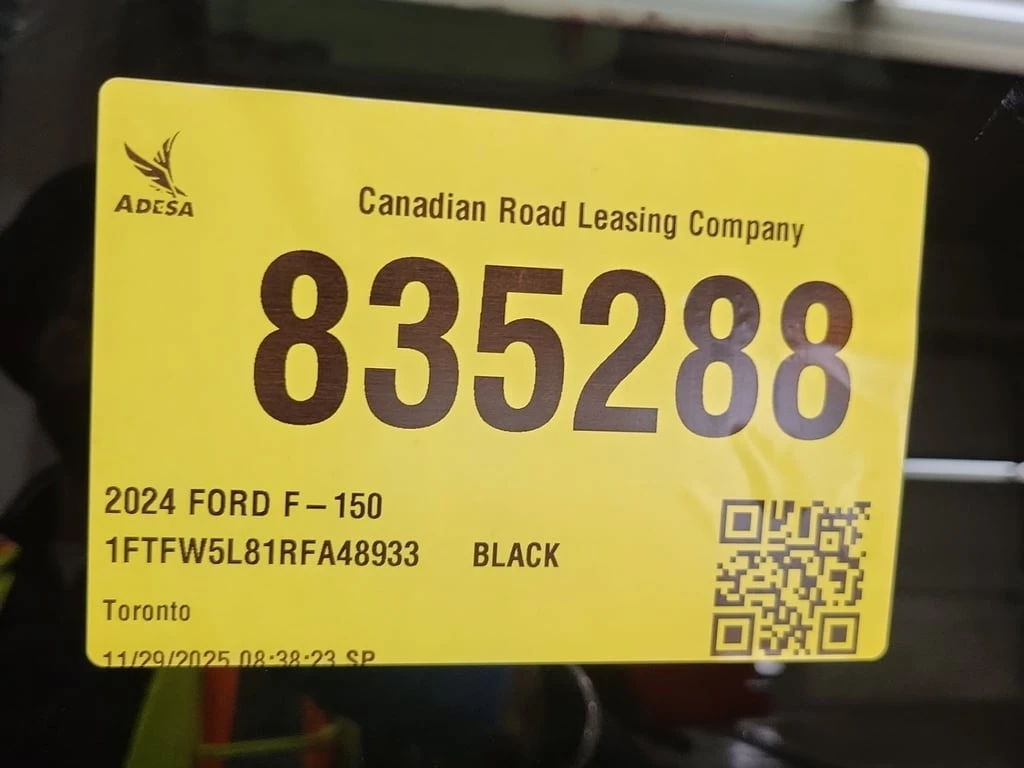 ADESA
Canadian Road Leasing Company
835288
2024 FORD F-150
1FTFW5L81RFA48933 BLACK
Toronto
11/29/2025 08:38:23 SP